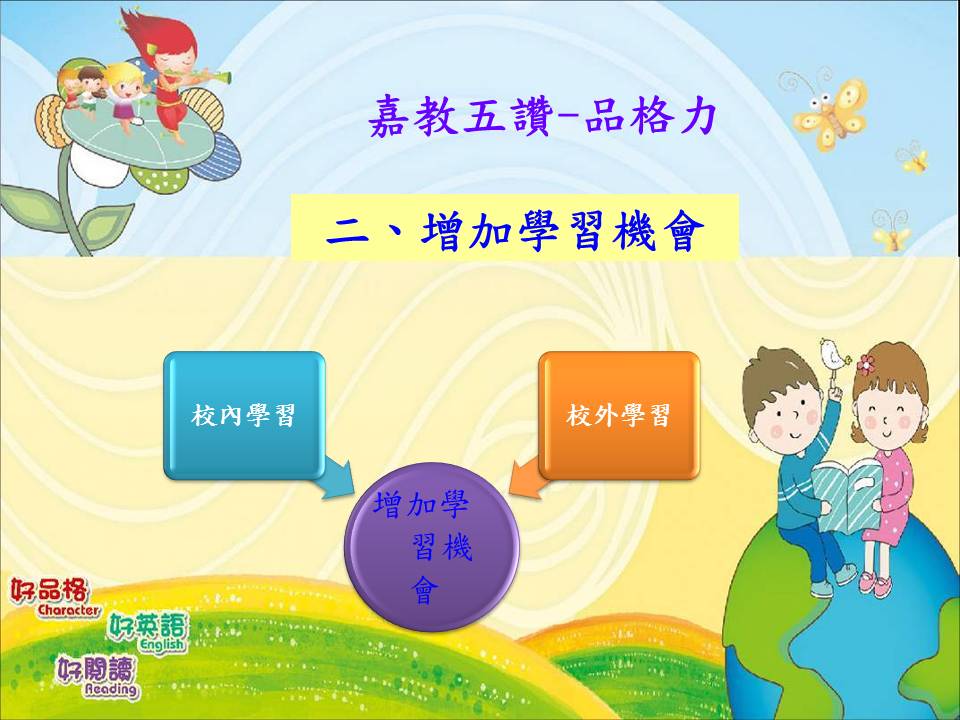 嘉教五讚-品格力
二、增加學習機會
校內學習
校外學習
增加學
習機
會
好品格
Character
好英語
English
好閱讀
Reading